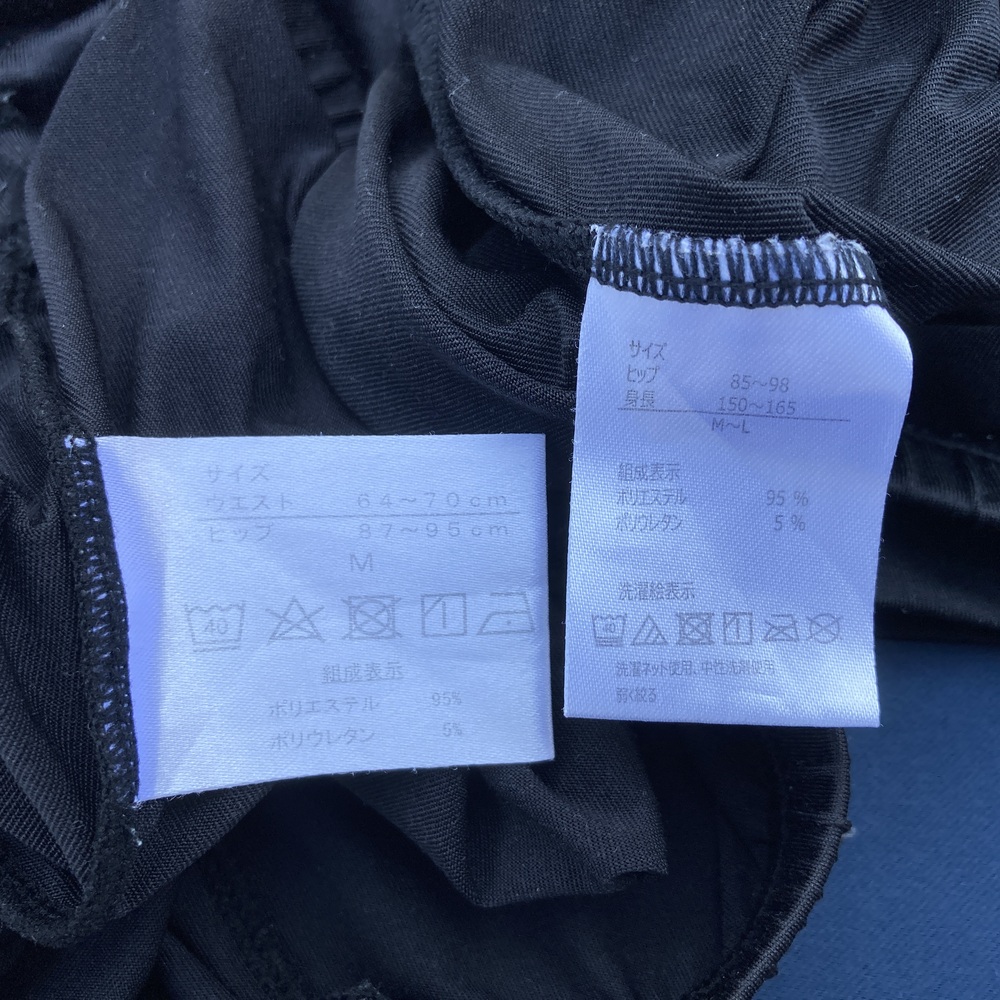 サイズ
ウエスト 64～70cm
ヒップ 87～95cm
M
40
組成表示
ポリエステル 95%
ポリウレタン 5%
サイズ
ヒップ 85～98
身長 150～165
M～L
組成表示
ポリエステル 95 %
ポリウレタン 5 %
洗濯絵表示
40
洗濯ネット使用、中性洗剤使用
弱く絞る